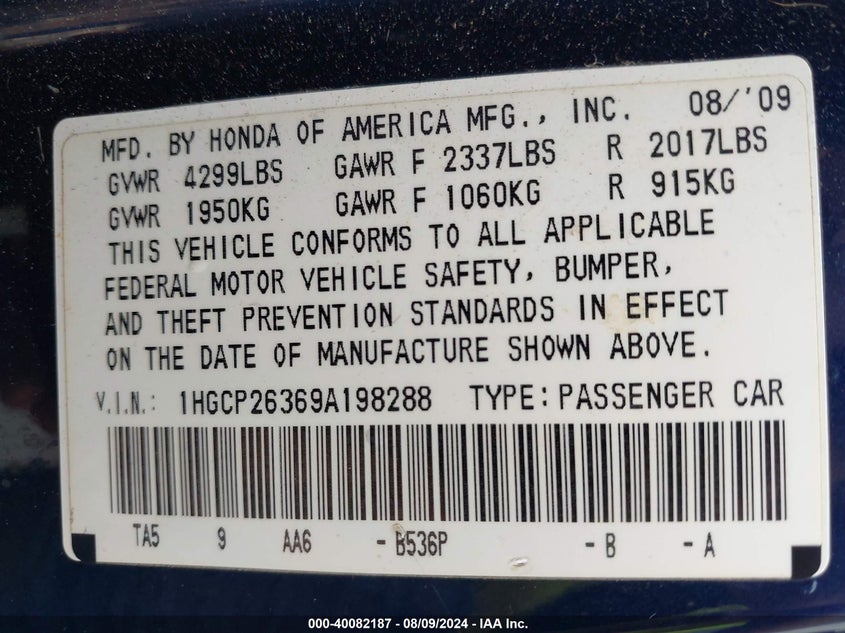 MFD. BY HONDA OF AMERICA MFG., INC. 08/'09
GVWR 4299LBS GAWR F 2337LBS R 2017LBS
GVWR 1950KG GAWR F 1060KG R 915KG
THIS VEHICLE CONFORMS TO ALL APPLICABLE
FEDERAL MOTOR VEHICLE SAFETY, BUMPER,
AND THEFT PREVENTION STANDARDS IN EFFECT
ON THE DATE OF MANUFACTURE SHOWN ABOVE.
V.I.N.: 1HGCP26369A198288 TYPE: PASSENGER CAR
TA5 9 AA6 - B536P - B - A
000-40082187 - 08/09/2024 - IAA Inc.